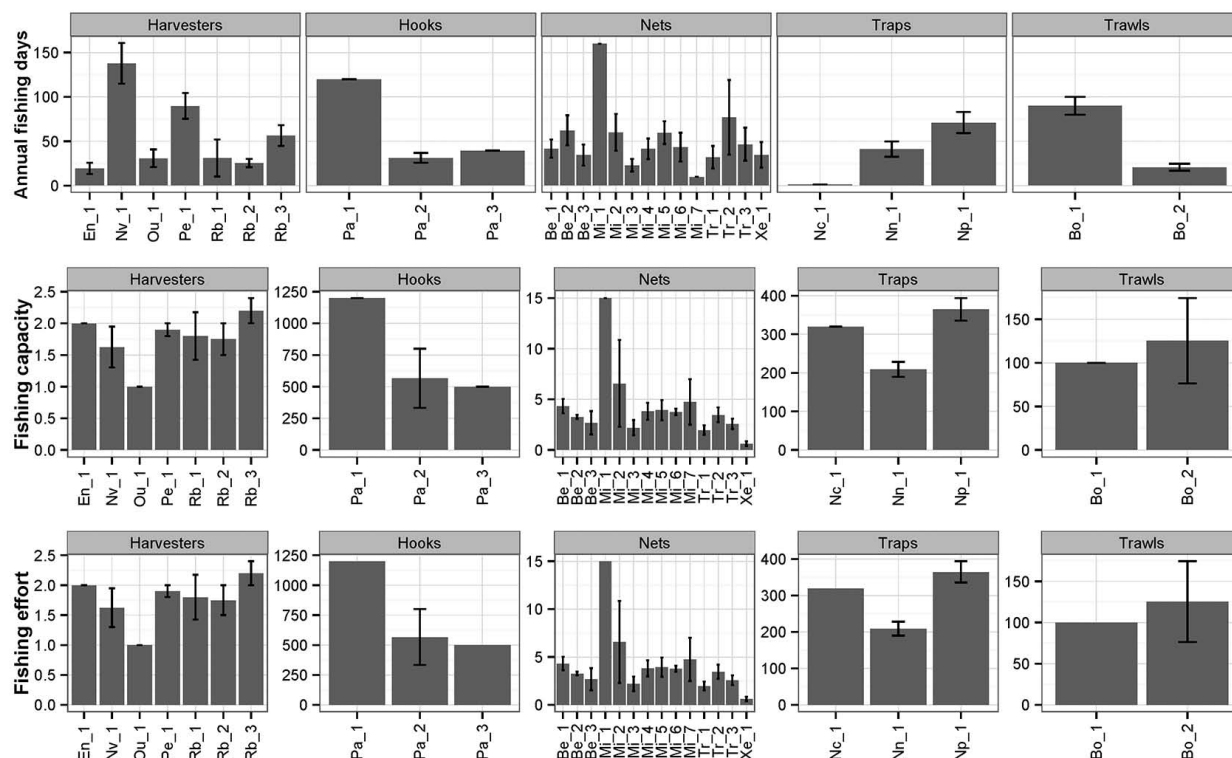 Harvesters Hooks Nets Traps Trawls
Annual fishing days
150
100
50
0
En_1 Nv_1 Ou_1 Pe_1 Rb_1 Rb_2 Rb_3
Pa_1 Pa_2 Pa_3
Be_1 Be_2 Be_3 Mi_1 Mi_2 Mi_3 Mi_4 Mi_5 Mi_6 Mi_7 Tr_1 Tr_2 Tr_3 Xe_1
Nc_1 Nn_1 Np_1
Bo_1 Bo_2
Harvesters Hooks Nets Traps Trawls
Fishing capacity
2.5 1250 15 400 150
2.0 1000 10 300 100
1.5 750 5 200 50
1.0 500 0 100 0
0.5 250 0
0.0 0
En_1 Nv_1 Ou_1 Pe_1 Rb_1 Rb_2 Rb_3
Pa_1 Pa_2 Pa_3
Be_1 Be_2 Be_3 Mi_1 Mi_2 Mi_3 Mi_4 Mi_5 Mi_6 Mi_7 Tr_1 Tr_2 Tr_3 Xe_1
Nc_1 Nn_1 Np_1
Bo_1 Bo_2
Harvesters Hooks Nets Traps Trawls
Fishing effort
2.5 1250 15 400 150
2.0 1000 10 300 100
1.5 750 5 200 50
1.0 500 0 100 0
0.5 250 0
0.0 0
En_1 Nv_1 Ou_1 Pe_1 Rb_1 Rb_2 Rb_3
Pa_1 Pa_2 Pa_3
Be_1 Be_2 Be_3 Mi_1 Mi_2 Mi_3 Mi_4 Mi_5 Mi_6 Mi_7 Tr_1 Tr_2 Tr_3 Xe_1
Nc_1 Nn_1 Np_1
Bo_1 Bo_2